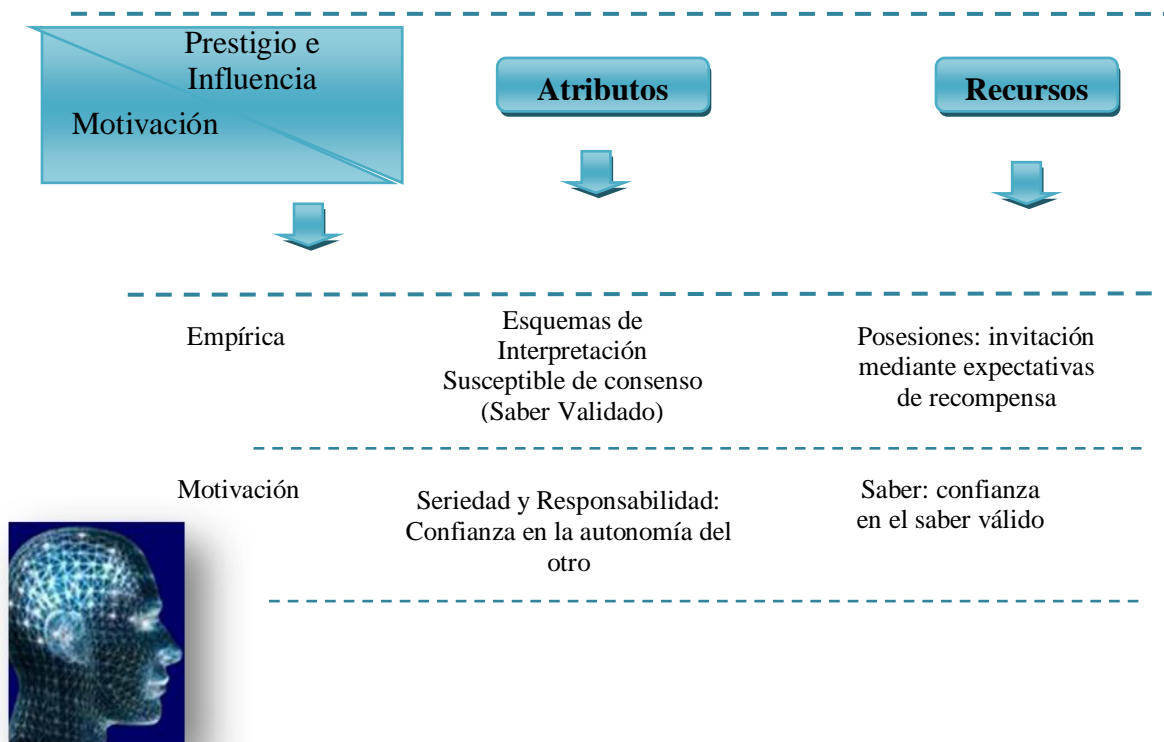 Prestigio e
Influencia
Motivación
Atributos
Recursos
Empírica
Esquemas de
Interpretación
Susceptible de consenso
(Saber Validado)
Posesiones: invitación
mediante expectativas
de recompensa
Motivación
Seriedad y Responsabilidad:
Confianza en la autonomía del
otro
Saber: confianza
en el saber válido